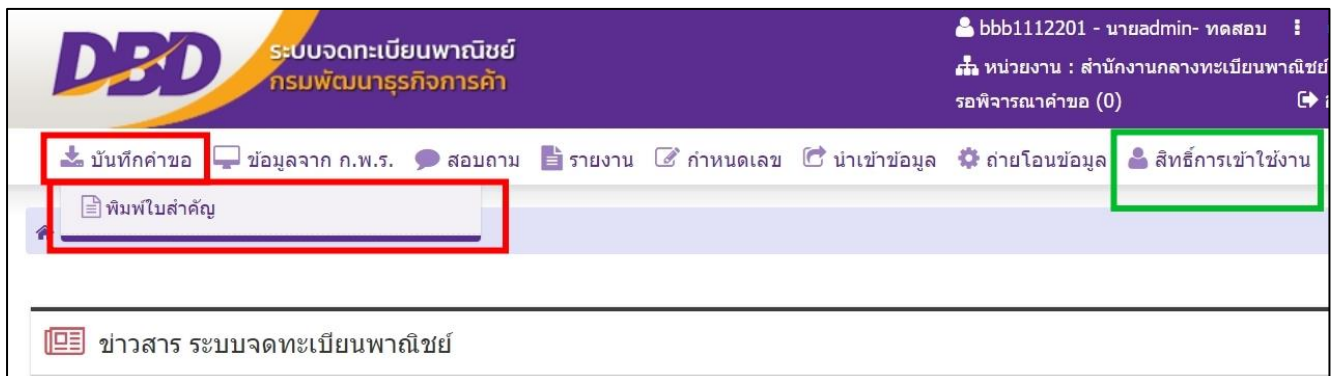 DBD
ระบบจดทะเบียนพาณิชย์
กรมพัฒนาธุรกิจการค้า
bbb1112201 - นายadmin- ทดสอบ
หน่วยงาน : สำนักงานกลางทะเบียนพาณิชย์
รอพิจารณาคำขอ (0)
บันทึกคำขอ ข้อมูลจาก ก.พ.ร. สอบถาม รายงาน กำหนดเลข นำเข้าข้อมูล ถ่ายโอนข้อมูล สิทธิ์การเข้าใช้งาน
พิมพ์ใบสำคัญ
ข่าวสาร ระบบจดทะเบียนพาณิชย์